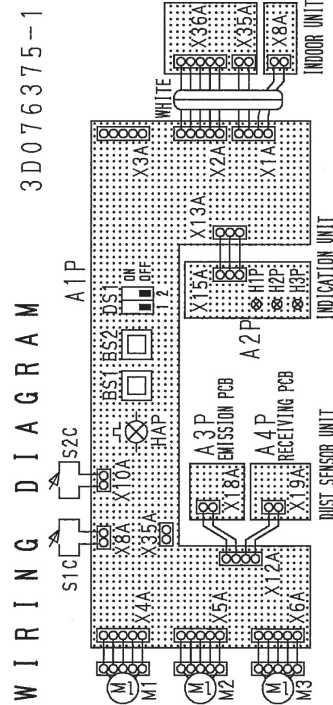 WIRING DIAGRAM
3D076375-1
S1C
S2C
A1P
X8A
X10A
X35A
HAP
BS1
BS2
DS1
ON
OFF
1 2
X3A
X4A
X5A
X6A
M1
M2
M3
M
M
M
X12A
A3P
EMISSION PCB
X18A
A4P
RECEIVING PCB
X19A
DUST SENSOR UNIT
X13A
X15A
A2P
H1P
H2P
H3P
INDICATION UNIT
X2A
X1A
WHITE
X36A
X35A
X8A
INDOOR UNIT